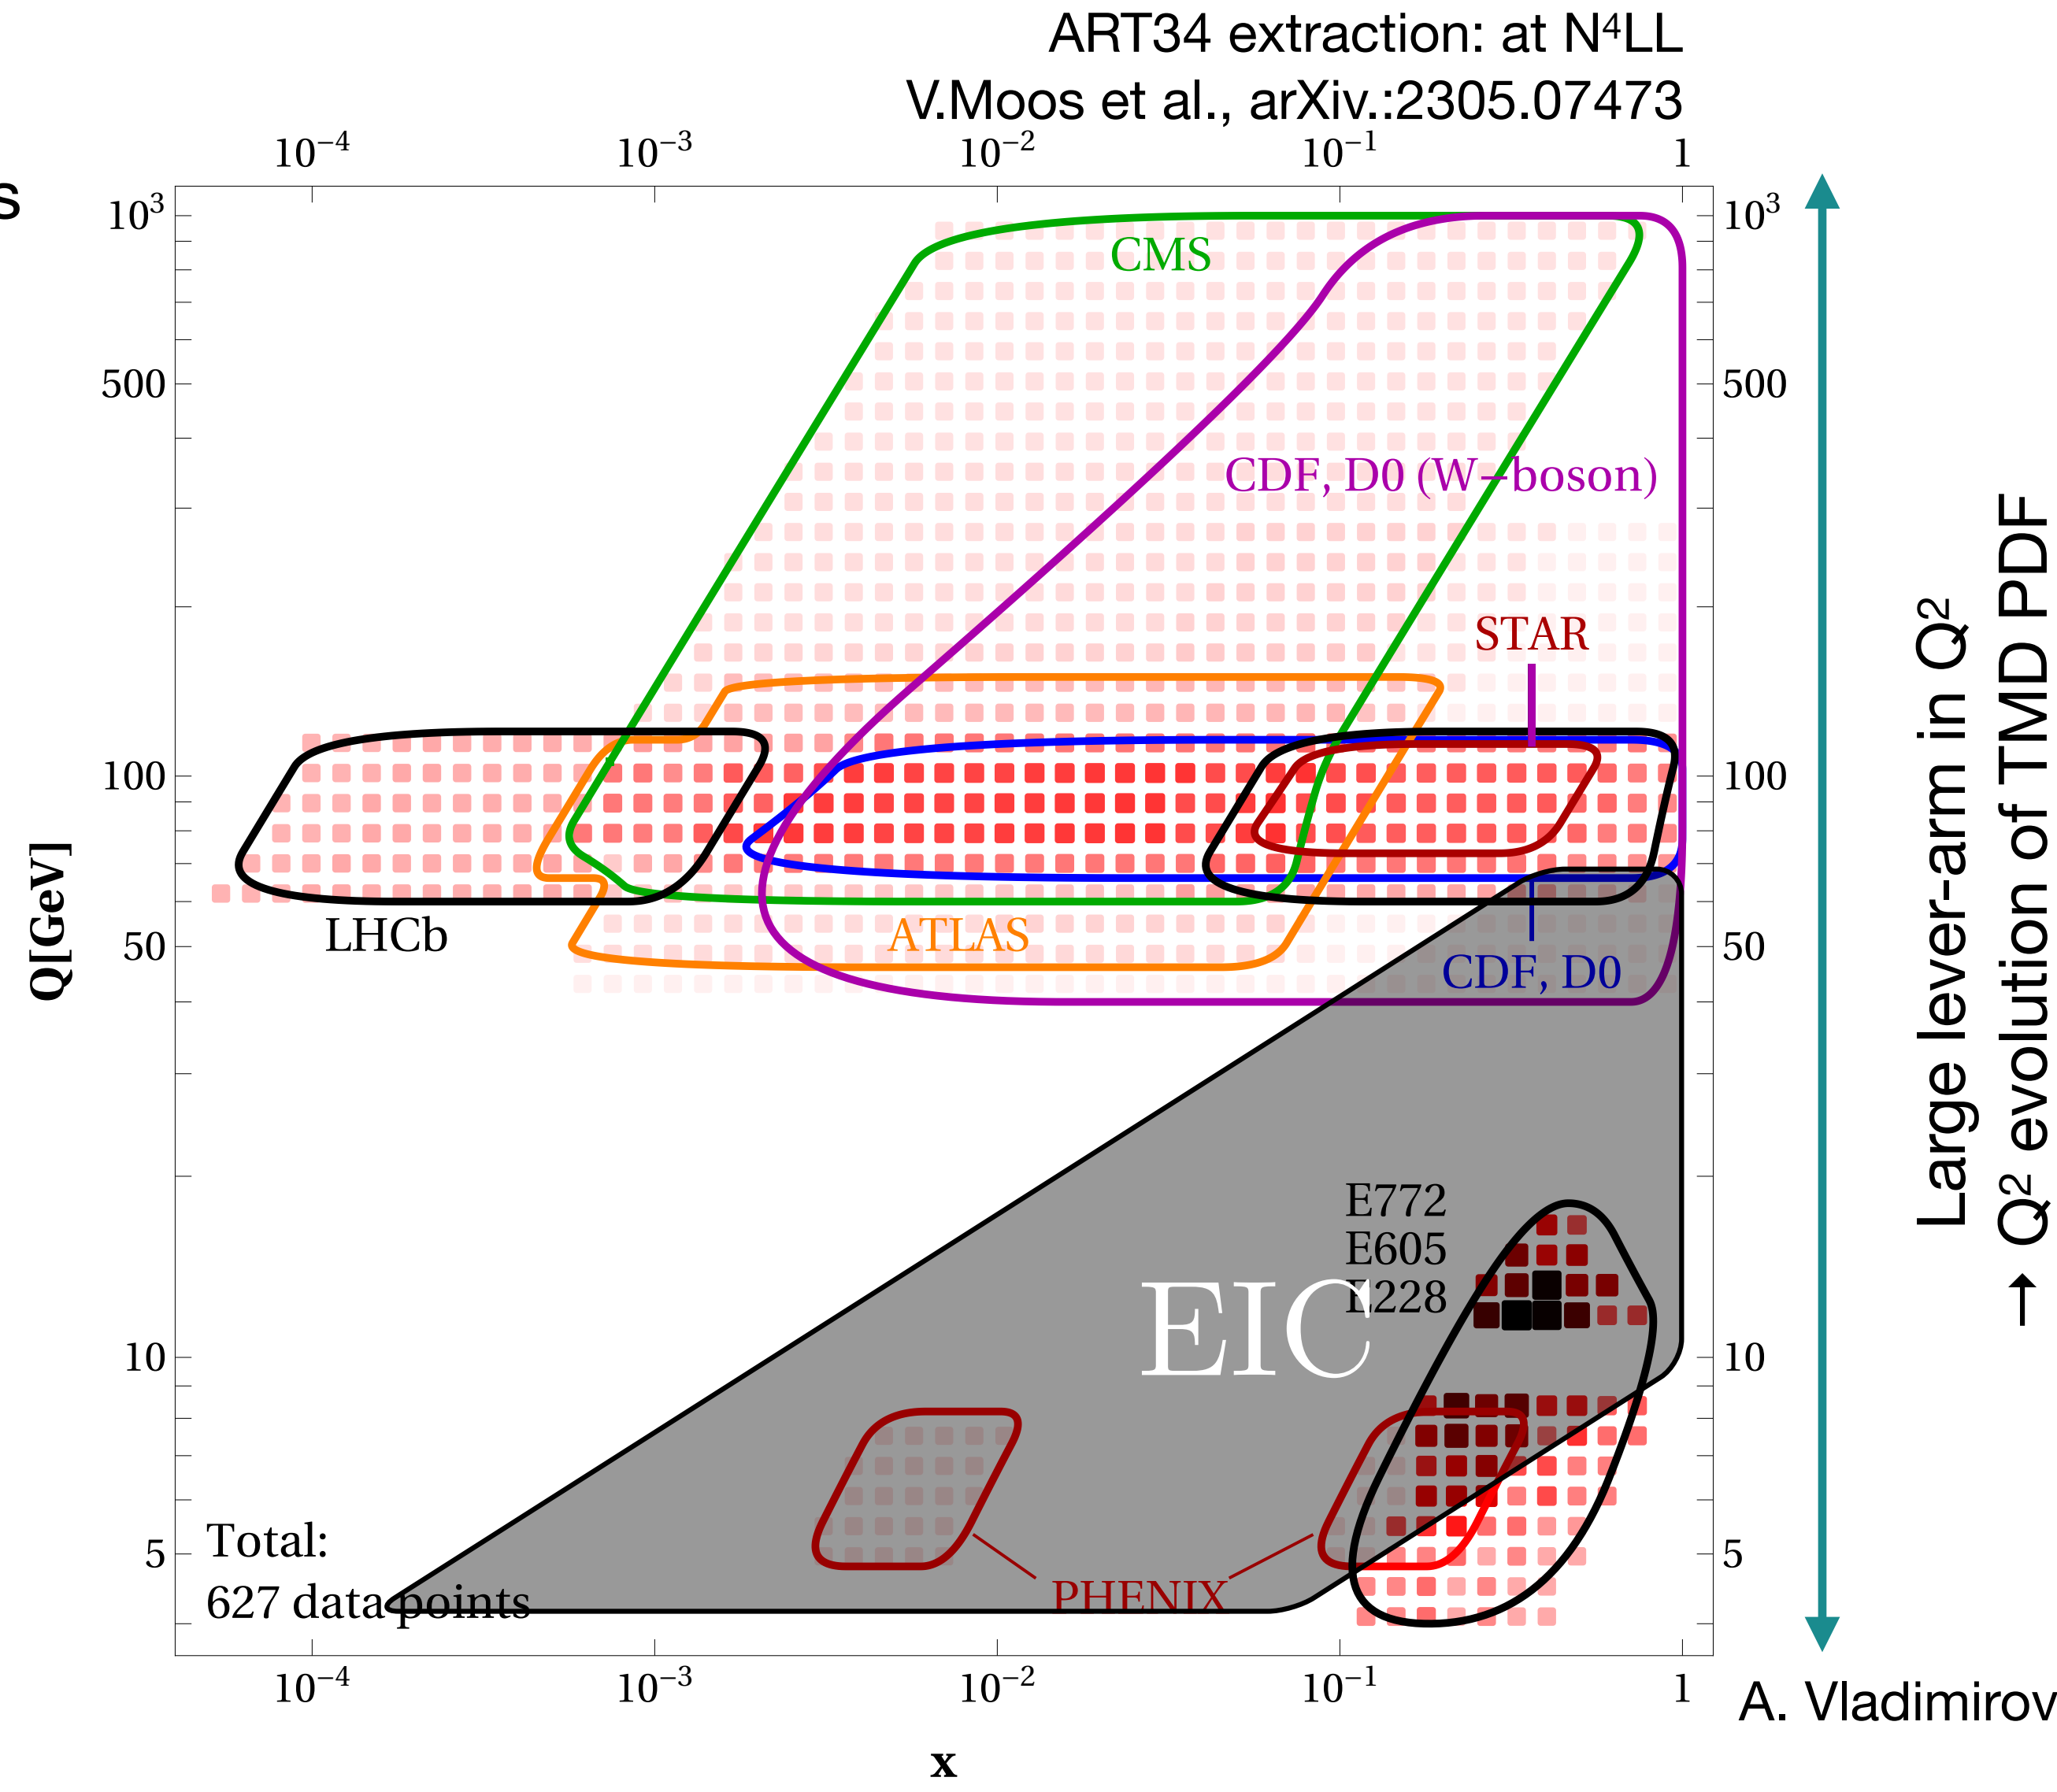 ART34 extraction: at N⁴LL
V.Moos et al., arXiv.:2305.07473
s
10⁻⁴ 10⁻³ 10⁻² 10⁻¹ 1
10³ 10³
CMS
500 500
CDF, D0 (W−boson)
STAR
100 100
LHCb
ATLAS
50 50
CDF, D0
Q[GeV]
Large lever-arm in Q²
→ Q² evolution of TMD PDF
E772
E605
E228
EIC
10 10
5 5
PHENIX
Total:
627 data points
10⁻⁴ 10⁻³ 10⁻² 10⁻¹ 1
A. Vladimirov
x